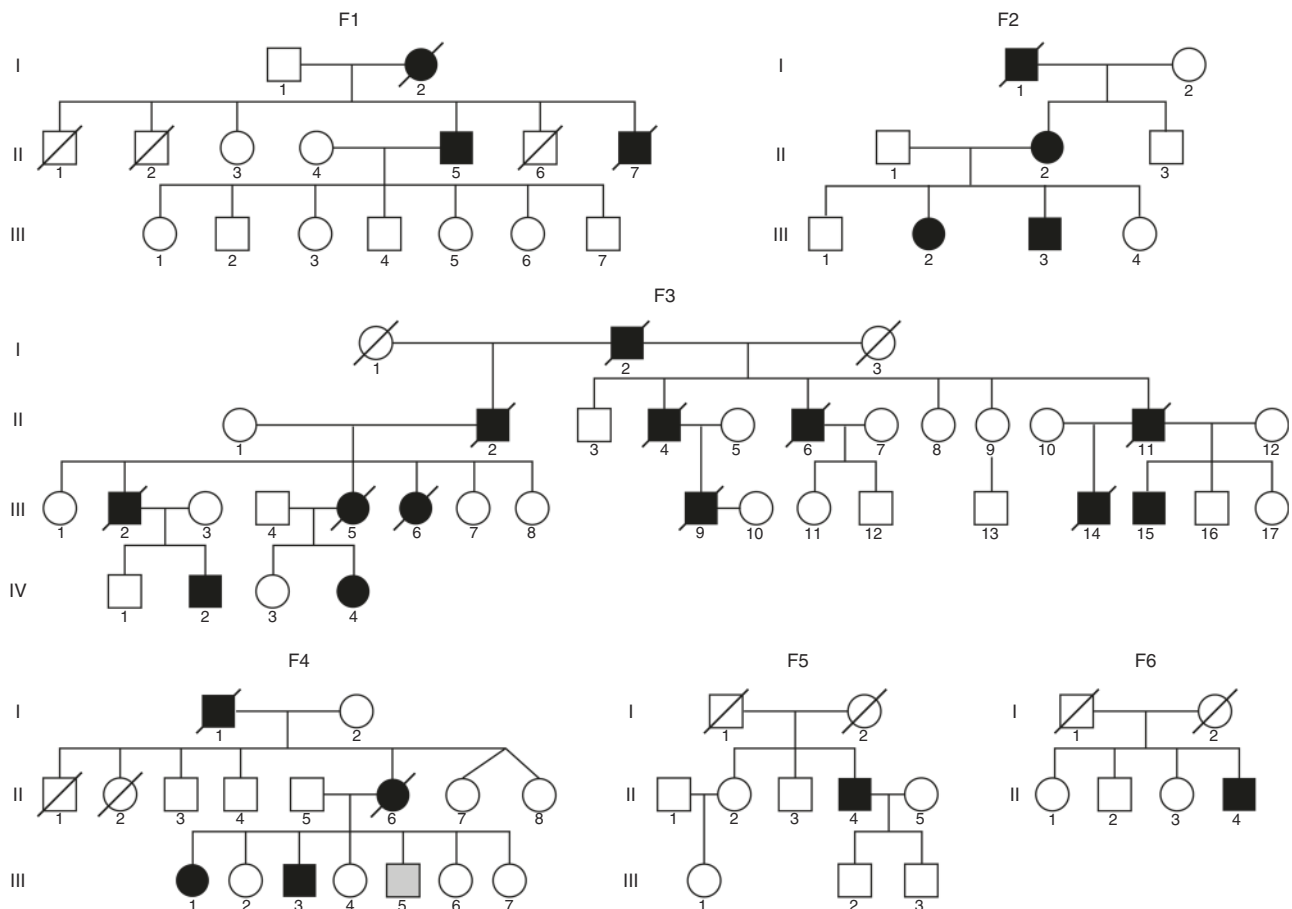 F1 F2
I I
1 2 1 2
II II
1 2 3 4 5 6 7 1 2 3
III III
1 2 3 4 5 6 7 1 2 3 4
F3
I
1 2 3
II
1 2 3 4 5 6 7 8 9 10 11 12
III
1 2 3 4 5 6 7 8 9 10 11 12 13 14 15 16 17
IV
1 2 3 4
F4 F5 F6
I I I
1 2 1 2 1 2
II II II
1 2 3 4 5 6 7 8 1 2 3 4 5 1 2 3 4
III III
1 2 3 4 5 6 7 1 2 3